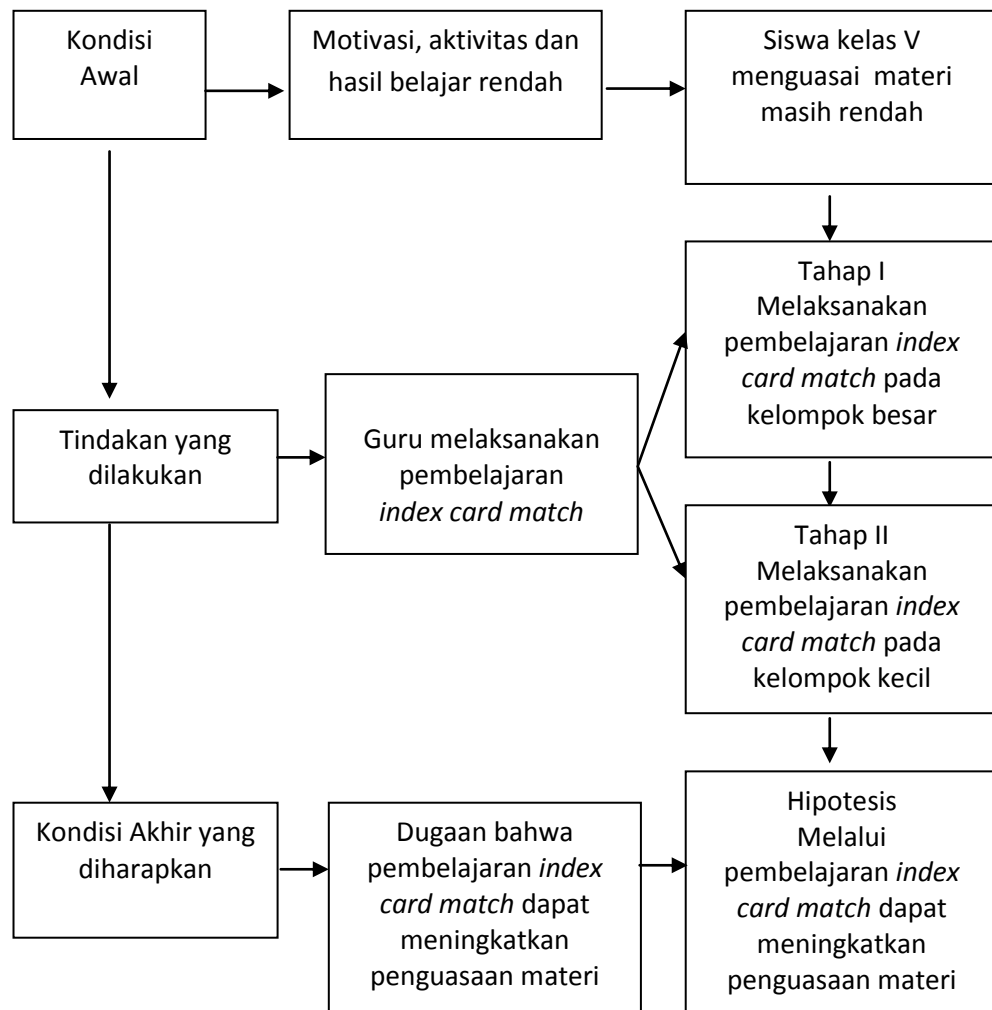 Kondisi
Awal
Motivasi, aktivitas dan
hasil belajar rendah
Siswa kelas V
menguasai materi
masih rendah
Tahap I
Melaksanakan
pembelajaran index
card match pada
kelompok besar
Tindakan yang
dilakukan
Guru melaksanakan
pembelajaran
index card match
Tahap II
Melaksanakan
pembelajaran index
card match pada
kelompok kecil
Kondisi Akhir yang
diharapkan
Dugaan bahwa
pembelajaran index
card match dapat
meningkatkan
penguasaan materi
Hipotesis
Melalui
pembelajaran index
card match dapat
meningkatkan
penguasaan materi